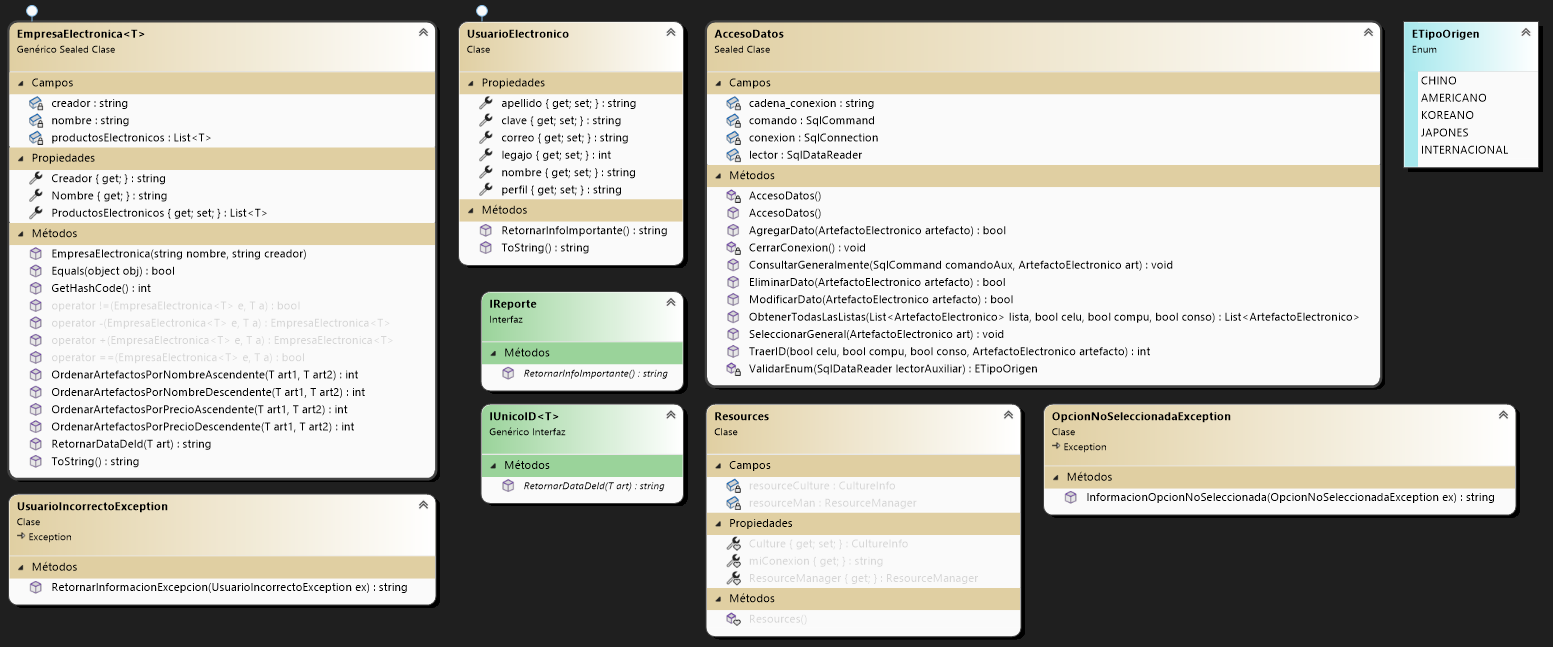 EmpresaElectronica<T>
Genérico Sealed Clase
Campos
creador : string
nombre : string
productosElectronicos : List<T>
Propiedades
Creador { get; } : string
Nombre { get; } : string
ProductosElectronicos { get; set; } : List<T>
Métodos
EmpresaElectronica(string nombre, string creador)
Equals(object obj) : bool
GetHashCode() : int
operator !=(EmpresaElectronica<T> e, T a) : bool
operator -(EmpresaElectronica<T> e, T a) : EmpresaElectronica<T>
operator +(EmpresaElectronica<T> e, T a) : EmpresaElectronica<T>
operator ==(EmpresaElectronica<T> e, T a) : bool
OrdenarArtefactosPorNombreAscendente(T art1, T art2) : int
OrdenarArtefactosPorNombreDescendente(T art1, T art2) : int
OrdenarArtefactosPorPrecioAscendente(T art1, T art2) : int
OrdenarArtefactosPorPrecioDescendente(T art1, T art2) : int
RetornarDataDeId(T art) : string
ToString() : string
UsuarioIncorrectoException
Clase
Exception
Métodos
RetornarInformacionExcepcion(UsuarioIncorrectoException ex) : string
UsuarioElectronico
Clase
Propiedades
apellido { get; set; } : string
clave { get; set; } : string
correo { get; set; } : string
legajo { get; set; } : int
nombre { get; set; } : string
perfil { get; set; } : string
Métodos
RetornarInfoImportante() : string
ToString() : string
IReporte
Interfaz
Métodos
RetornarInfoImportante() : string
IUnicoID<T>
Genérico Interfaz
Métodos
RetornarDataDeId(T art) : string
AccesoDatos
Sealed Clase
Campos
cadena_conexion : string
comando : SqlCommand
conexion : SqlConnection
lector : SqlDataReader
Métodos
AccesoDatos()
AccesoDatos()
AgregarDato(ArtefactoElectronico artefacto) : bool
CerrarConexion() : void
ConsultarGeneralmente(SqlCommand comandoAux, ArtefactoElectronico art) : void
EliminarDato(ArtefactoElectronico artefacto) : bool
ModificarDato(ArtefactoElectronico artefacto) : bool
ObtenerTodasLasListas(List<ArtefactoElectronico> lista, bool celu, bool compu, bool conso) : List<ArtefactoElectronico>
SeleccionarGeneral(ArtefactoElectronico art) : void
TraerID(bool celu, bool compu, bool conso, ArtefactoElectronico artefacto) : int
ValidarEnum(SqlDataReader lectorAuxiliar) : ETipoOrigen
Resources
Clase
Campos
resourceCulture : CultureInfo
resourceMan : ResourceManager
Propiedades
Culture { get; set; } : CultureInfo
miConexion { get; } : string
ResourceManager { get; } : ResourceManager
Métodos
Resources()
ETipoOrigen
Enum
CHINO
AMERICANO
KOREANO
JAPONES
INTERNACIONAL
OpcionNoSeleccionadaException
Clase
Exception
Métodos
InformacionOpcionNoSeleccionada(OpcionNoSeleccionadaException ex) : string